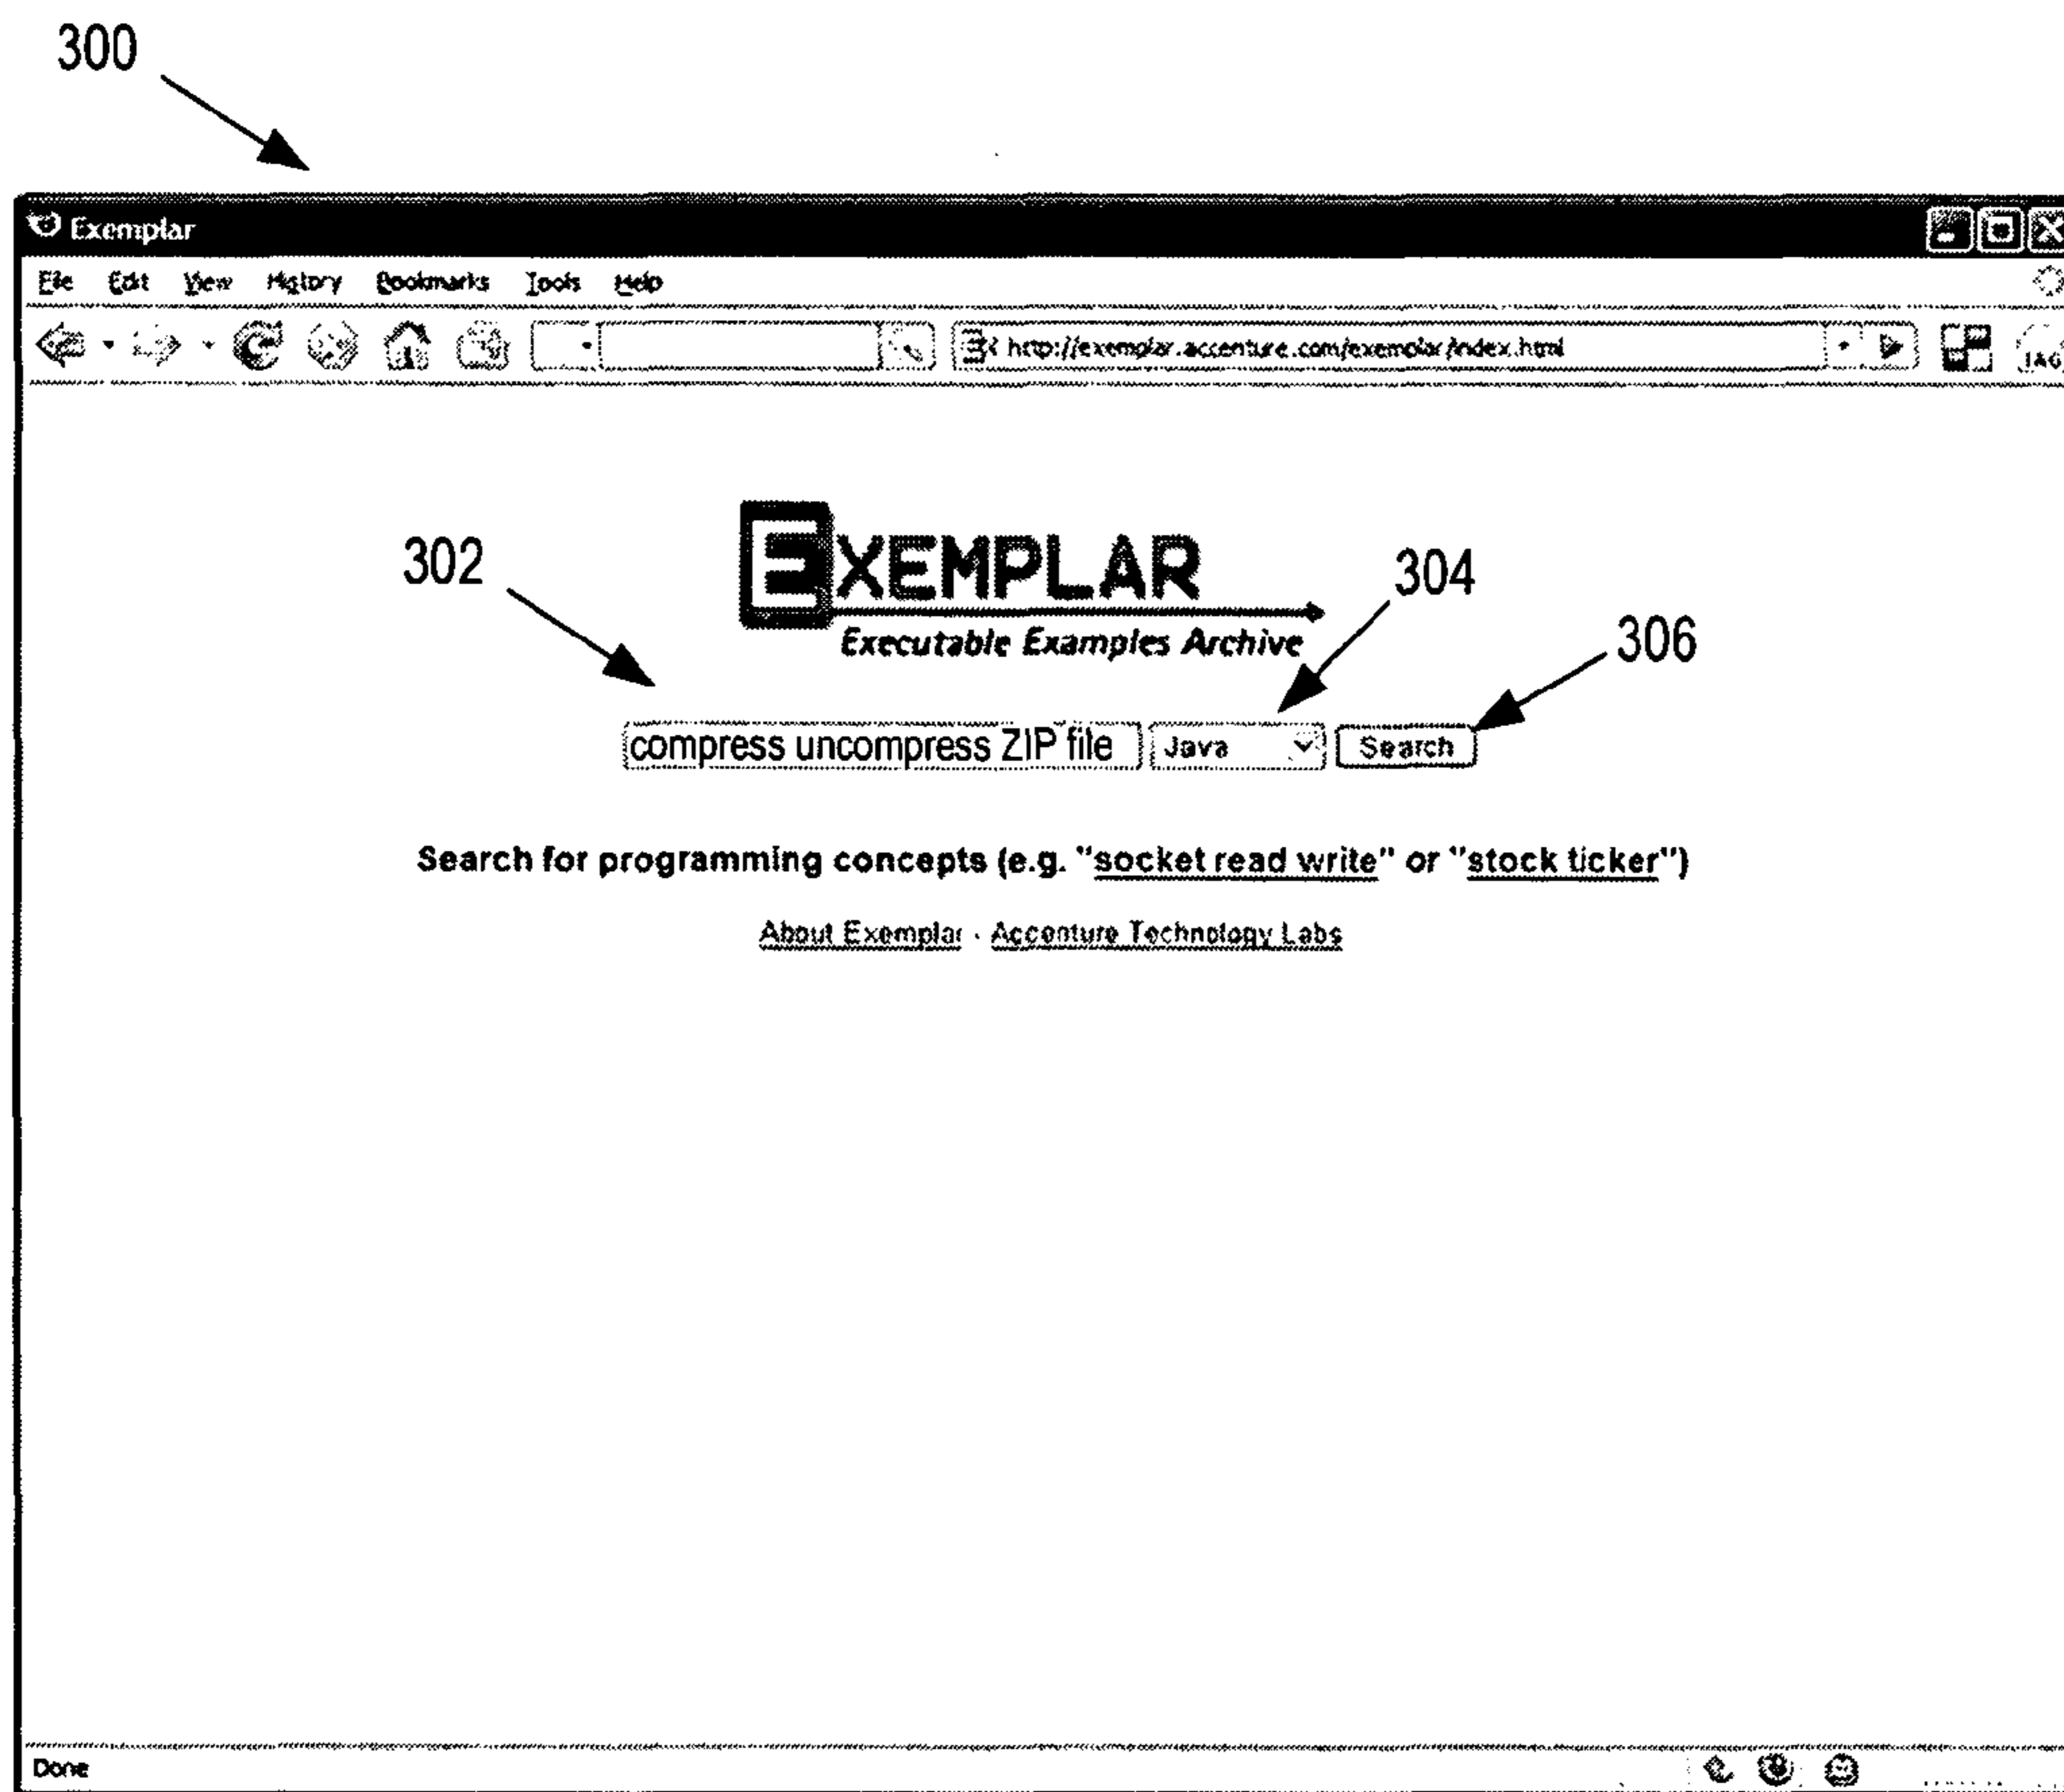 300
Exemplar
File Edit View History Bookmarks Tools Help
http://exemplar.accenture.com/exemplar/index.html
JAG
302
EXEMPLAR
304
Executable Examples Archive
306
compress uncompress ZIP file Java Search
Search for programming concepts (e.g. "socket read write" or "stock ticker")
About Exemplar · Accenture Technology Labs
Done